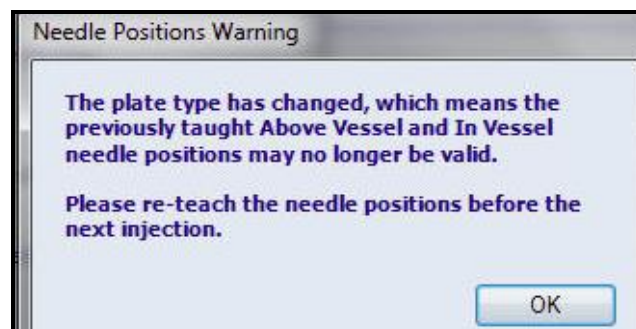 Needle Positions Warning
The plate type has changed, which means the
previously taught Above Vessel and In Vessel
needle positions may no longer be valid.
Please re-teach the needle positions before the
next injection.
OK